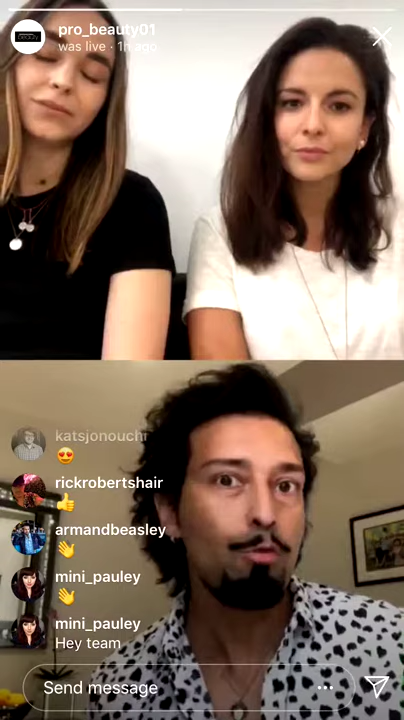 pro_beauty01
was live · 1h ago
katsjonouchi
😍
rickrobertshair
👍
armandbeasley
👋
mini_pauley
👋
mini_pauley
Hey team
Send message